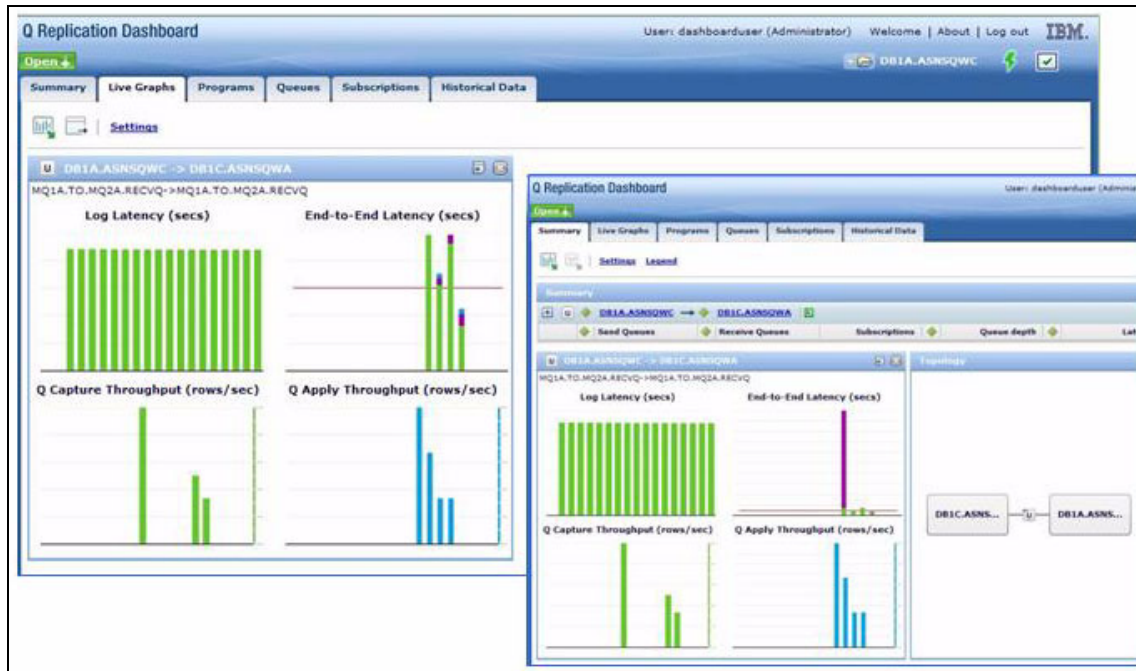 Q Replication Dashboard
User: dashboarduser (Administrator) Welcome | About | Log out IBM.
Open
DB1A.ASNSQWC
Summary Live Graphs Programs Queues Subscriptions Historical Data
Settings
U DB1A.ASNSQWC -> DB1C.ASNSQWA
MQ1A.TO.MQ2A.RECVQ->MQ1A.TO.MQ2A.RECVQ
Log Latency (secs) End-to-End Latency (secs)
Q Capture Throughput (rows/sec) Q Apply Throughput (rows/sec)
Q Replication Dashboard
User: dashboarduser (Adminis
Open
Summary Live Graphs Programs Queues Subscriptions Historical Data
Settings Legend
Summary
U DB1A.ASNSQWC DB1C.ASNSQWA
Send Queues Receive Queues Subscriptions Queue depth Lat
U DB1A.ASNSQWC -> DB1C.ASNSQWA
Topology
MQ1A.TO.MQ2A.RECVQ->MQ1A.TO.MQ2A.RECVQ
Log Latency (secs) End-to-End Latency (secs)
DB1C.ASNS... U DB1A.ASNS...
Q Capture Throughput (rows/sec) Q Apply Throughput (rows/sec)